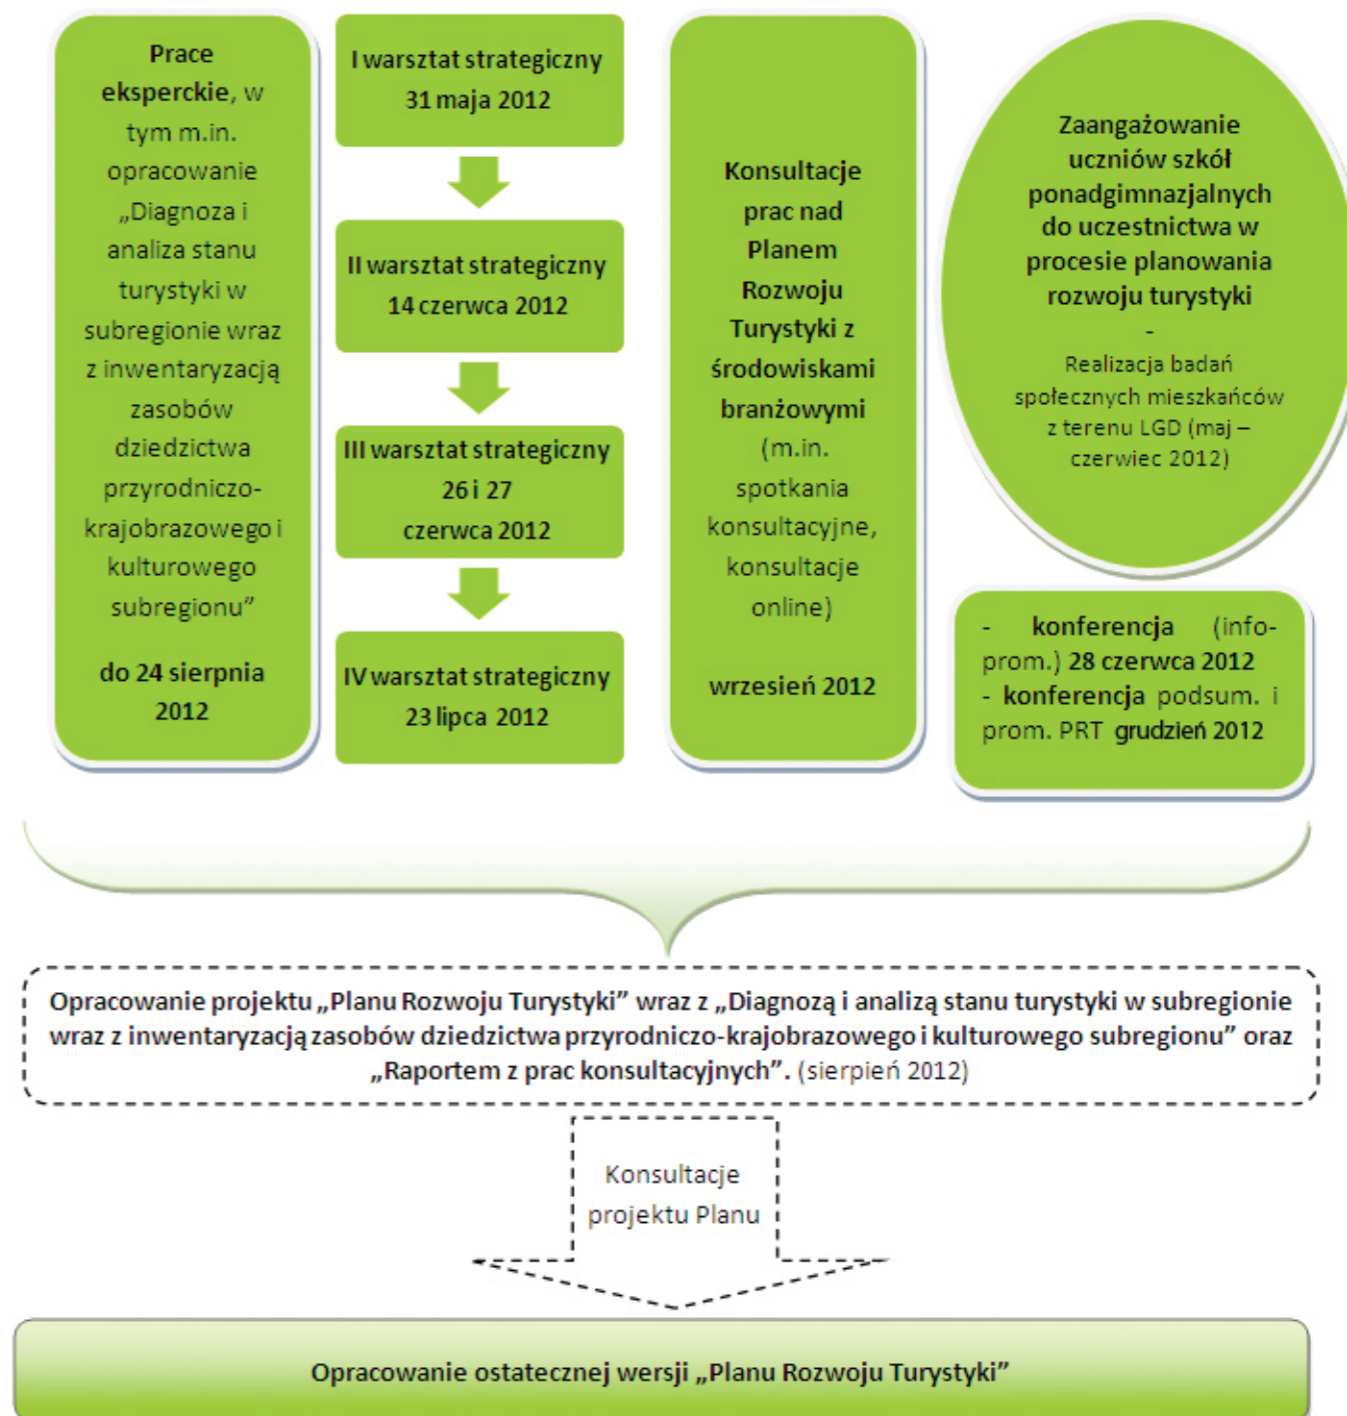 Prace
eksperckie, w
tym m.in.
opracowanie
„Diagnoza i
analiza stanu
turystyki w
subregionie wraz
z inwentaryzacją
zasobów
dziedzictwa
przyrodniczo-
krajobrazowego i
kulturowego
subregionu”
do 24 sierpnia
2012
I warsztat strategiczny
31 maja 2012
II warsztat strategiczny
14 czerwca 2012
III warsztat strategiczny
26 i 27
czerwca 2012
IV warsztat strategiczny
23 lipca 2012
Konsultacje
prac nad
Planem
Rozwoju
Turystyki z
środowiskami
branżowymi
(m.in.
spotkania
konsultacyjne,
konsultacje
online)
wrzesień 2012
Zaangażowanie
uczniów szkół
ponadgimnazjalnych
do uczestnictwa w
procesie planowania
rozwoju turystyki
-
Realizacja badań
społecznych mieszkańców
z terenu LGD (maj –
czerwiec 2012)
- konferencja (info-
prom.) 28 czerwca 2012
- konferencja podsum. i
prom. PRT grudzień 2012
Opracowanie projektu „Planu Rozwoju Turystyki” wraz z „Diagnozą i analizą stanu turystyki w subregionie
wraz z inwentaryzacją zasobów dziedzictwa przyrodniczo-krajobrazowego i kulturowego subregionu” oraz
„Raportem z prac konsultacyjnych”. (sierpień 2012)
Konsultacje
projektu Planu
Opracowanie ostatecznej wersji „Planu Rozwoju Turystyki”